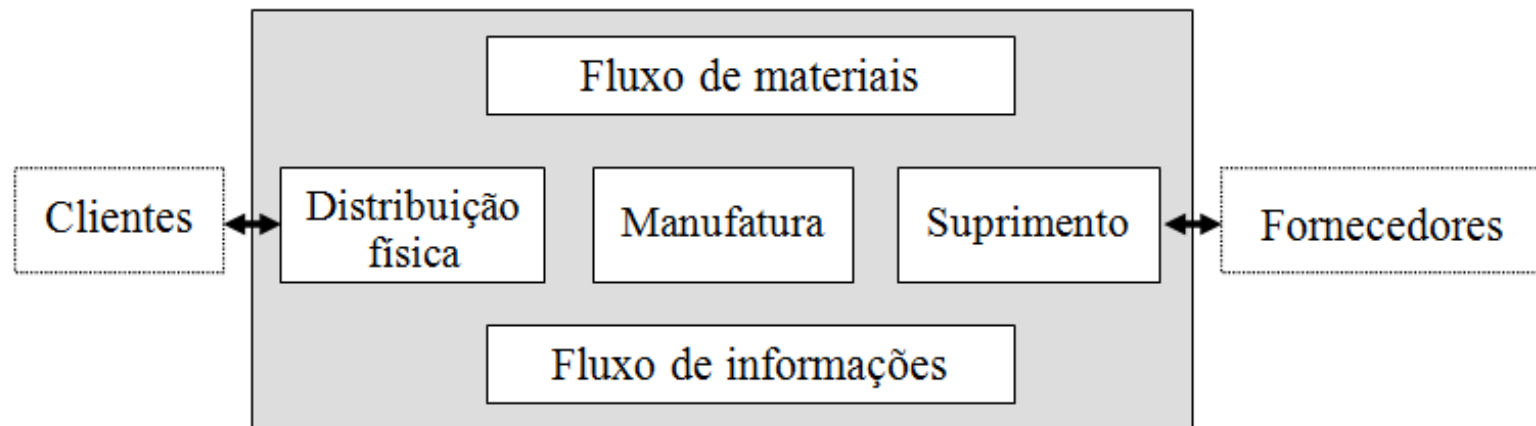 Fluxo de materiais
Clientes
Distribuição
física
Manufatura
Suprimento
Fornecedores
Fluxo de informações